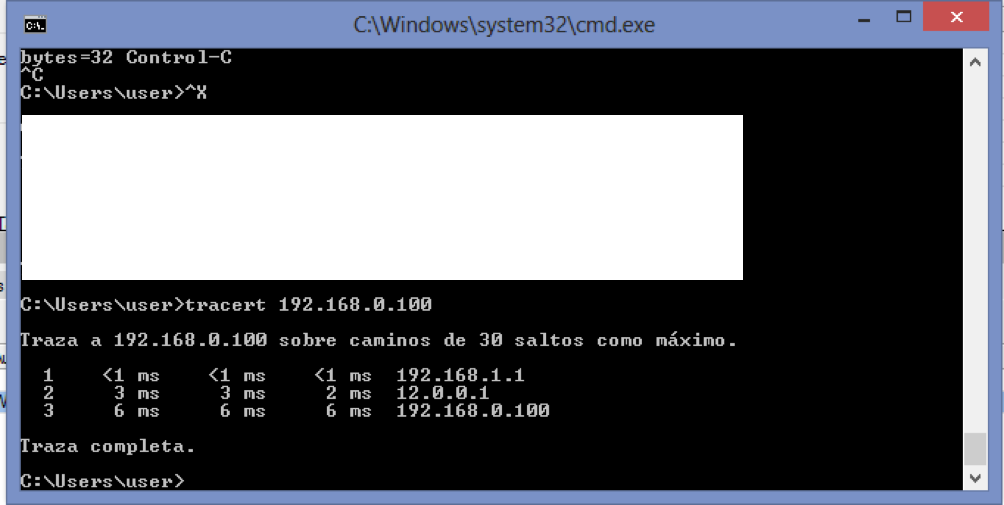 C:\Windows\system32\cmd.exe
bytes=32 Control-C
^C
C:\Users\user>^X
C:\Users\user>tracert 192.168.0.100
Traza a 192.168.0.100 sobre caminos de 30 saltos como máximo.
1 <1 ms <1 ms <1 ms 192.168.1.1
2 3 ms 3 ms 2 ms 12.0.0.1
3 6 ms 6 ms 6 ms 192.168.0.100
Traza completa.
C:\Users\user>